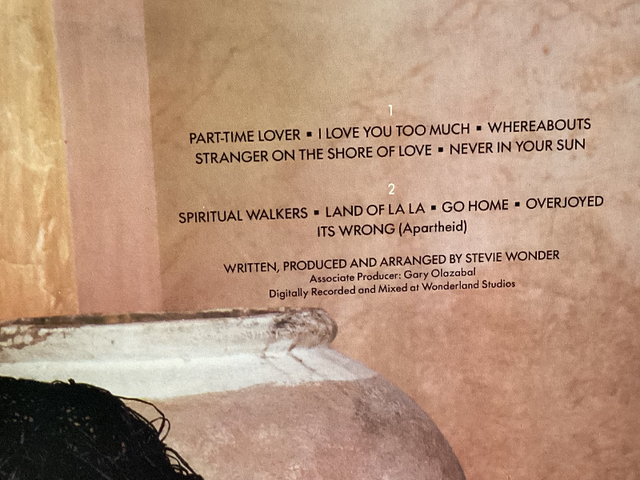 1
PART-TIME LOVER ▪ I LOVE YOU TOO MUCH ▪ WHEREABOUTS
STRANGER ON THE SHORE OF LOVE ▪ NEVER IN YOUR SUN
2
SPIRITUAL WALKERS ▪ LAND OF LA LA ▪ GO HOME ▪ OVERJOYED
ITS WRONG (Apartheid)
WRITTEN, PRODUCED AND ARRANGED BY STEVIE WONDER
Associate Producer: Gary Olazabal
Digitally Recorded and Mixed at Wonderland Studios